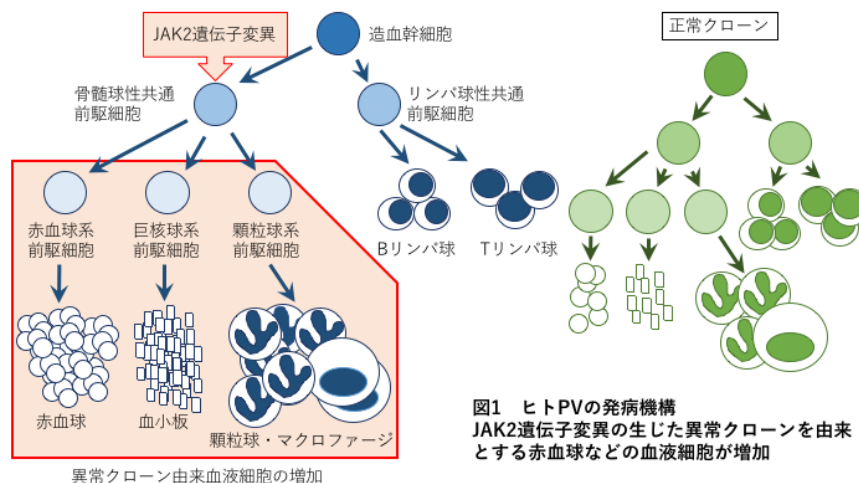 JAK2遺伝子変異
造血幹細胞
正常クローン
骨髄球性共通
前駆細胞
リンパ球性共通
前駆細胞
赤血球系
前駆細胞
巨核球系
前駆細胞
顆粒球系
前駆細胞
Bリンパ球
Tリンパ球
赤血球
血小板
顆粒球・マクロファージ
異常クローン由来血液細胞の増加
図1 ヒトPVの発病機構
JAK2遺伝子変異の生じた異常クローンを由来
とする赤血球などの血液細胞が増加